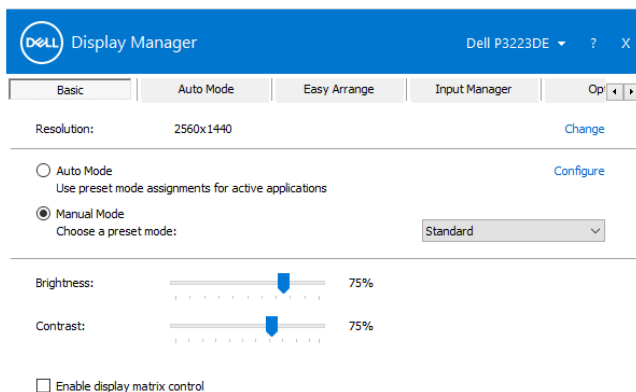 DELL Display Manager Dell P3223DE ? X
Basic Auto Mode Easy Arrange Input Manager Opt
Resolution: 2560x1440 Change
Auto Mode Configure
Use preset mode assignments for active applications
Manual Mode
Choose a preset mode: Standard
Brightness: 75%
Contrast: 75%
Enable display matrix control